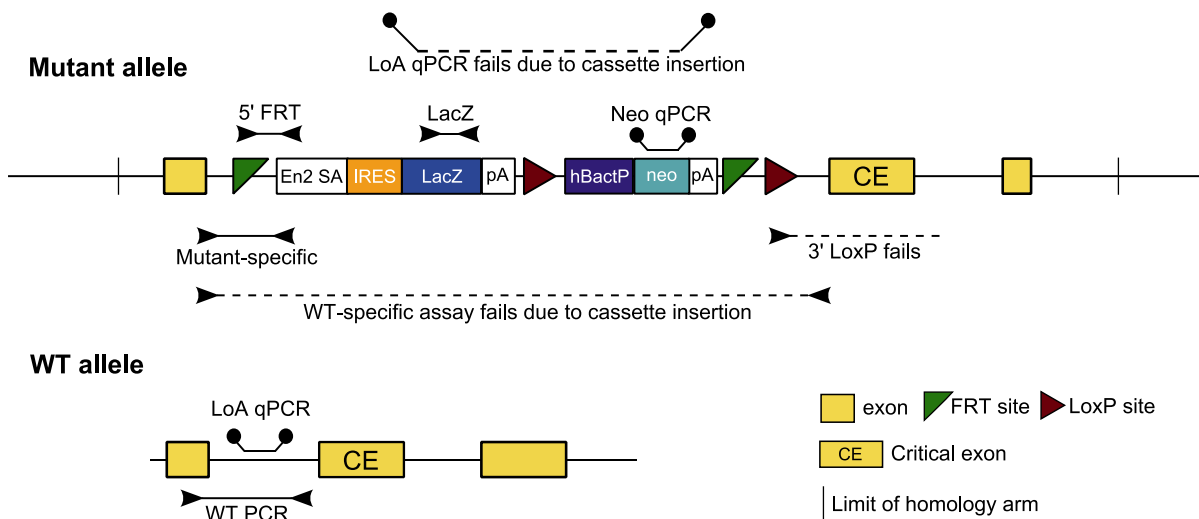 LoA qPCR fails due to cassette insertion
Mutant allele
5' FRT
LacZ
Neo qPCR
En2 SA
IRES
LacZ
pA
hBactP
neo
pA
CE
Mutant-specific
3' LoxP fails
WT-specific assay fails due to cassette insertion
WT allele
LoA qPCR
CE
WT PCR
exon
FRT site
LoxP site
CE
Critical exon
Limit of homology arm